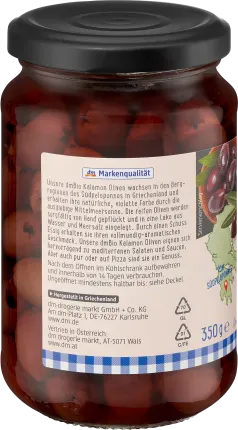 dm Markenqualität
Unsere dmBio Kalamon Oliven wachsen in den Berg-
regionen des Südpeloponnes in Griechenland und
erhalten ihre natürliche, violette Farbe durch die
ausgiebige Mittelmeersonne. Die reifen Oliven werden
sorgfältig von Hand gepflückt und in eine Lake aus
Wasser und Meersalz eingelegt. Durch einen Schuss
Essig erhalten sie ihren vollmundig-aromatischen
Geschmack. Unsere dmBio Kalamon Oliven eignen sich
hervorragend zu mediterranen Salaten und Saucen.
Aber auch pur oder auf Pizza sind sie ein Genuss.
Nach dem Öffnen im Kühlschrank aufbewahren
und innerhalb von 14 Tagen verbrauchen.
Ungeöffnet mindestens haltbar bis: siehe Deckel
Hergestellt in Griechenland
dm-drogerie markt GmbH + Co. KG
Am dm-Platz 1, DE-76227 Karlsruhe
www.dm.de
Vertrieb in Österreich:
dm drogerie markt, AT-5071 Wals
www.dm.at
GL
C/FE
350 g